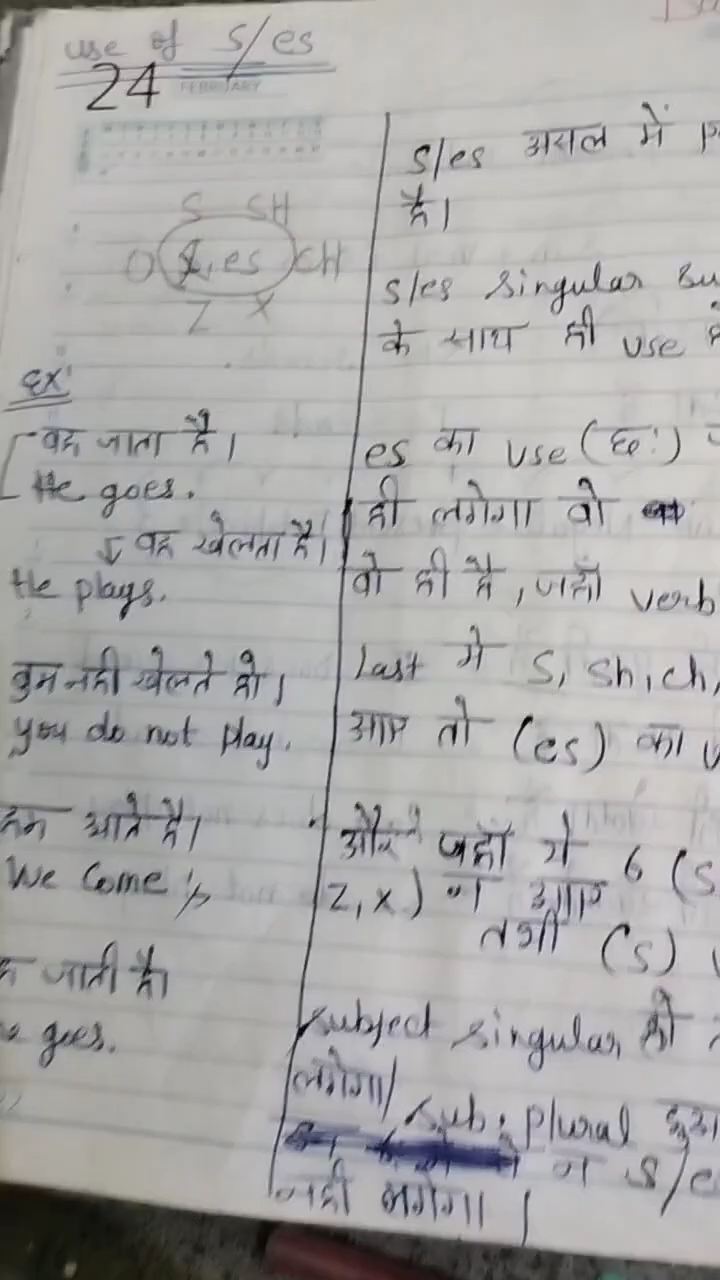 use of s/es
24 FEBRUARY
S SH
O s, es CH
Z X
Ex:
वह जाता है।
He goes.
↓ वह खेलता है।
He plays.
तुम नही खेलते हो।
you do not play.
हम आते है।
We come
जाती है।
goes.
s/es असल में
है।
s/es singular su
के साथ ही use
es का use (छः)
ही लगेगा वो
वो ही है, जहाँ verb
last मे s, sh, ch,
आए तो (es) का
और जहाँ ये 6 (s
z, x) न आए
तभी (s)
subject singular हो
लगेगा/
sub: plural हुआ
न s/e
नही लगेगा।